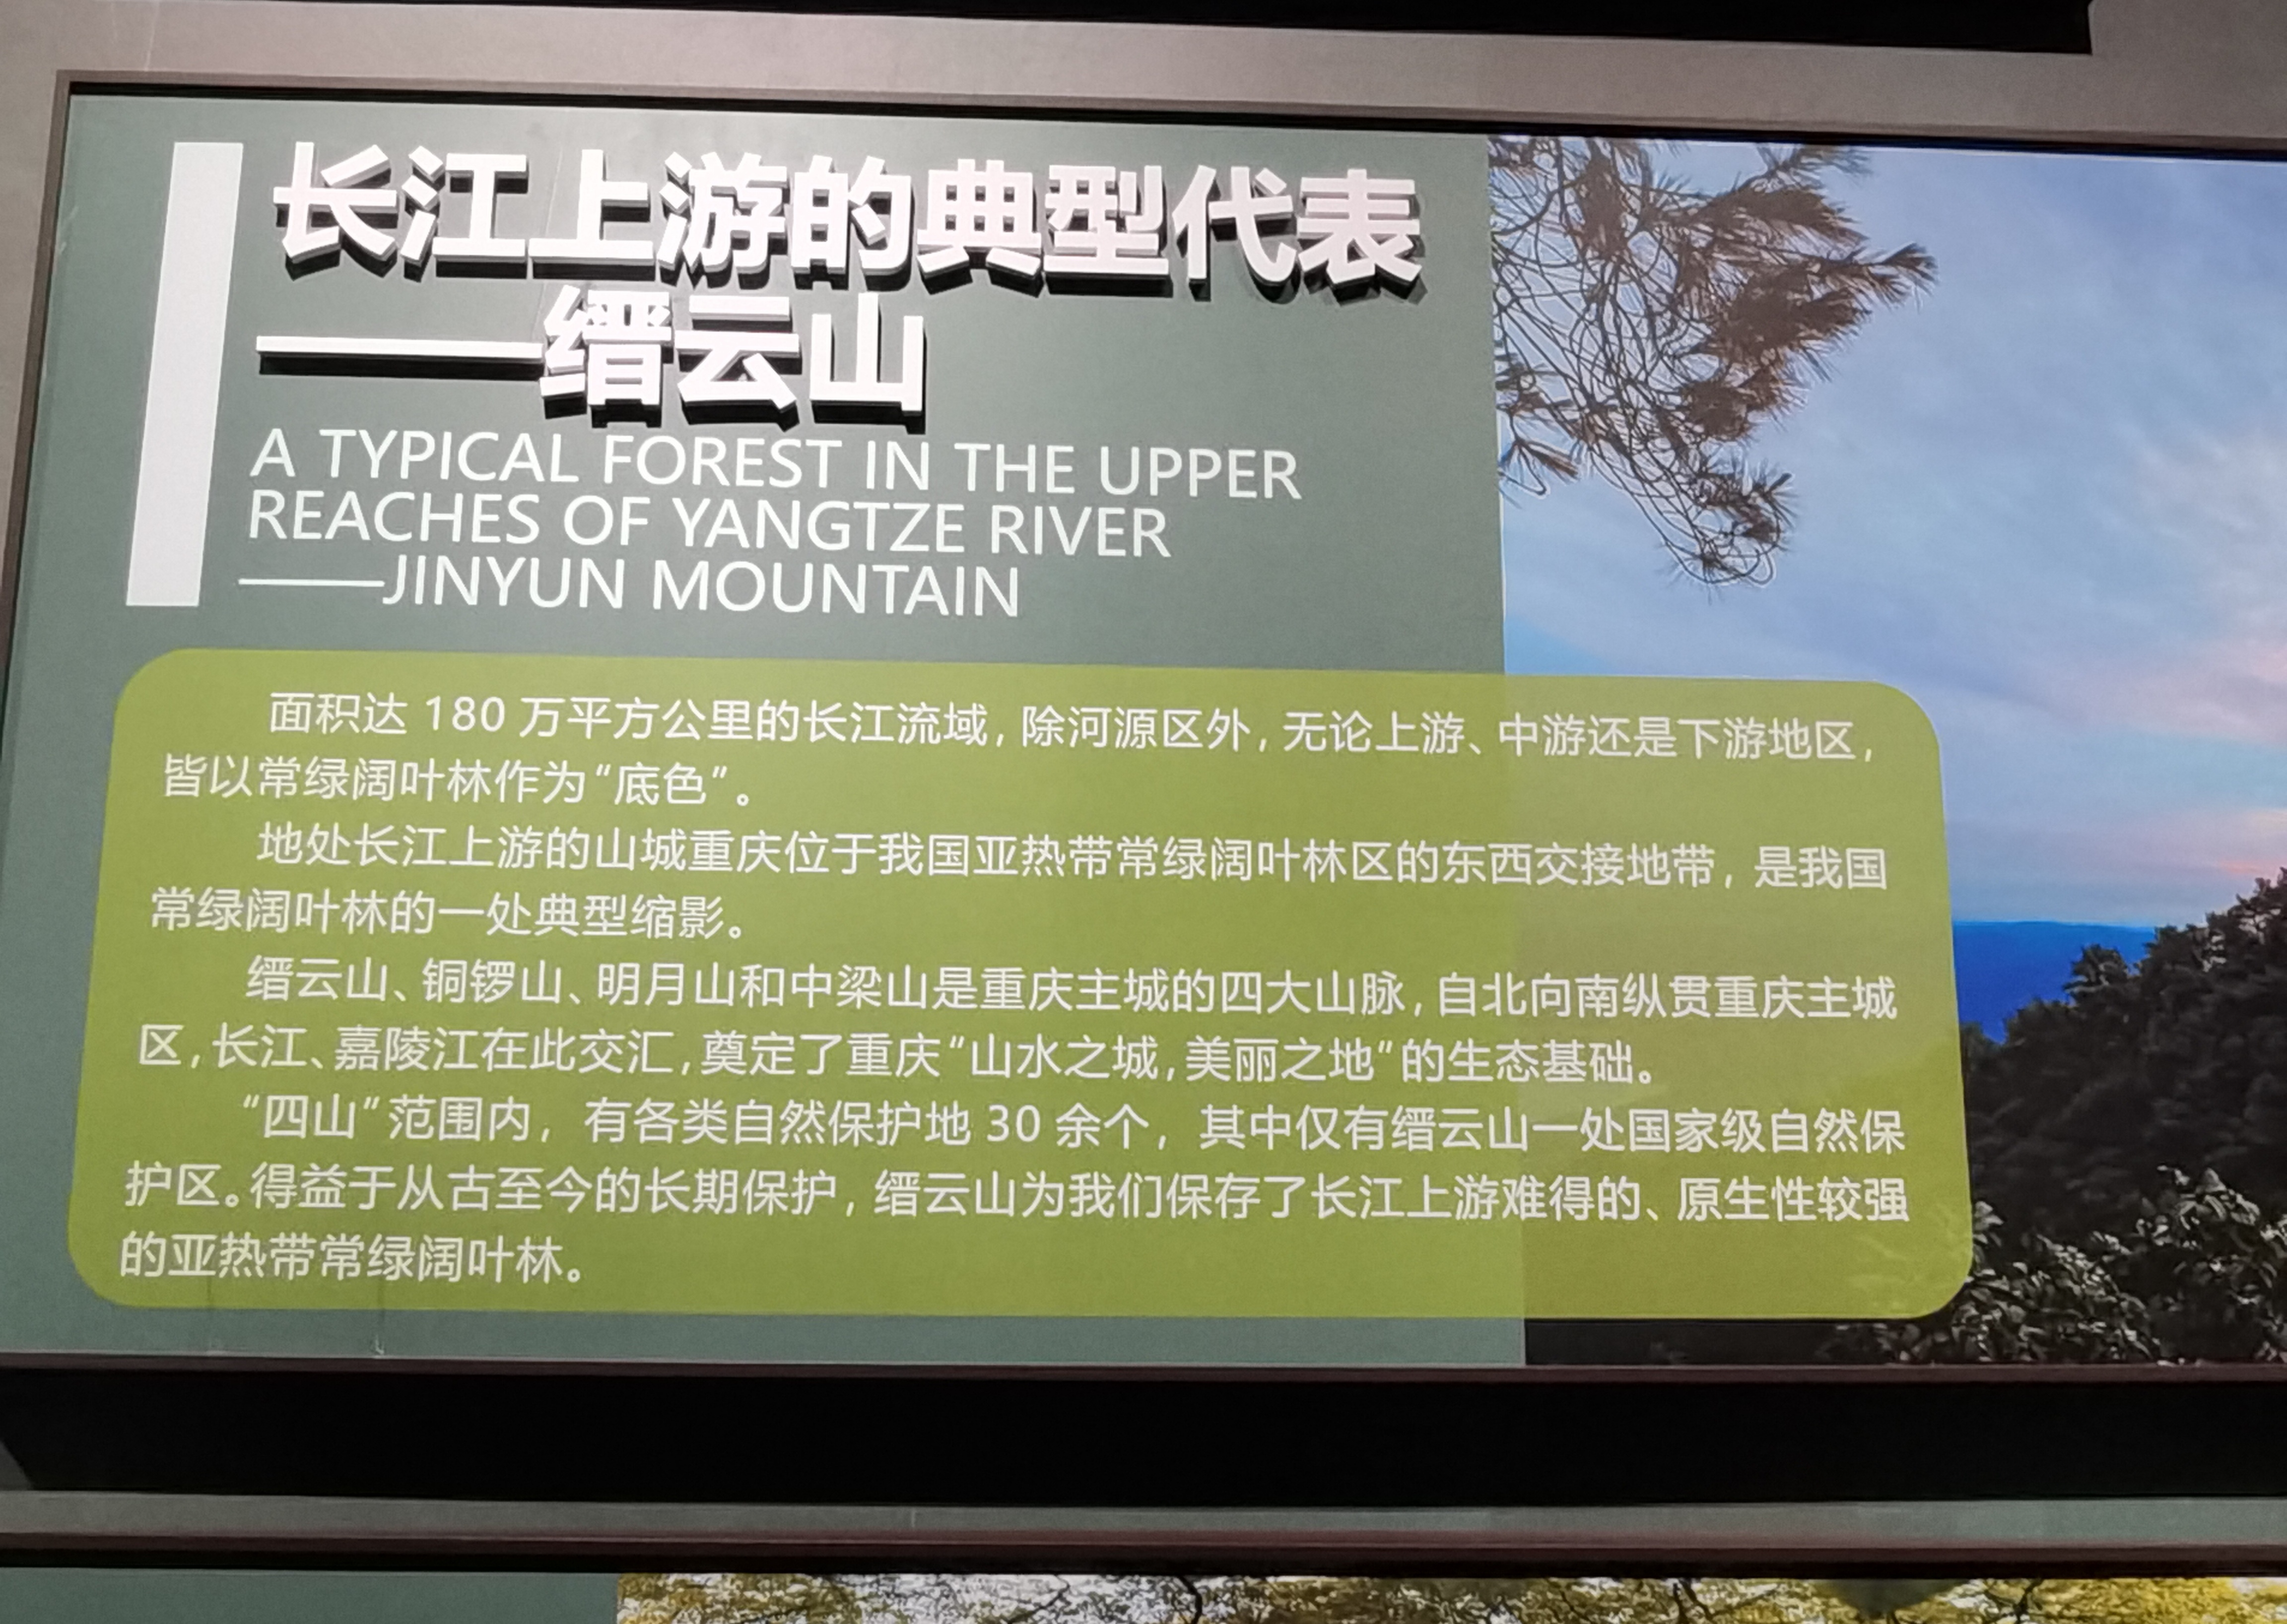 长江上游的典型代表
——缙云山
A TYPICAL FOREST IN THE UPPER
REACHES OF YANGTZE RIVER
——JINYUN MOUNTAIN
面积达 180 万平方公里的长江流域，除河源区外，无论上游、中游还是下游地区，
皆以常绿阔叶林作为“底色”。
地处长江上游的山城重庆位于我国亚热带常绿阔叶林区的东西交接地带，是我国
常绿阔叶林的一处典型缩影。
缙云山、铜锣山、明月山和中梁山是重庆主城的四大山脉，自北向南纵贯重庆主城
区，长江、嘉陵江在此交汇，奠定了重庆“山水之城，美丽之地”的生态基础。
“四山”范围内，有各类自然保护地 30 余个，其中仅有缙云山一处国家级自然保
护区。得益于从古至今的长期保护，缙云山为我们保存了长江上游难得的、原生性较强
的亚热带常绿阔叶林。